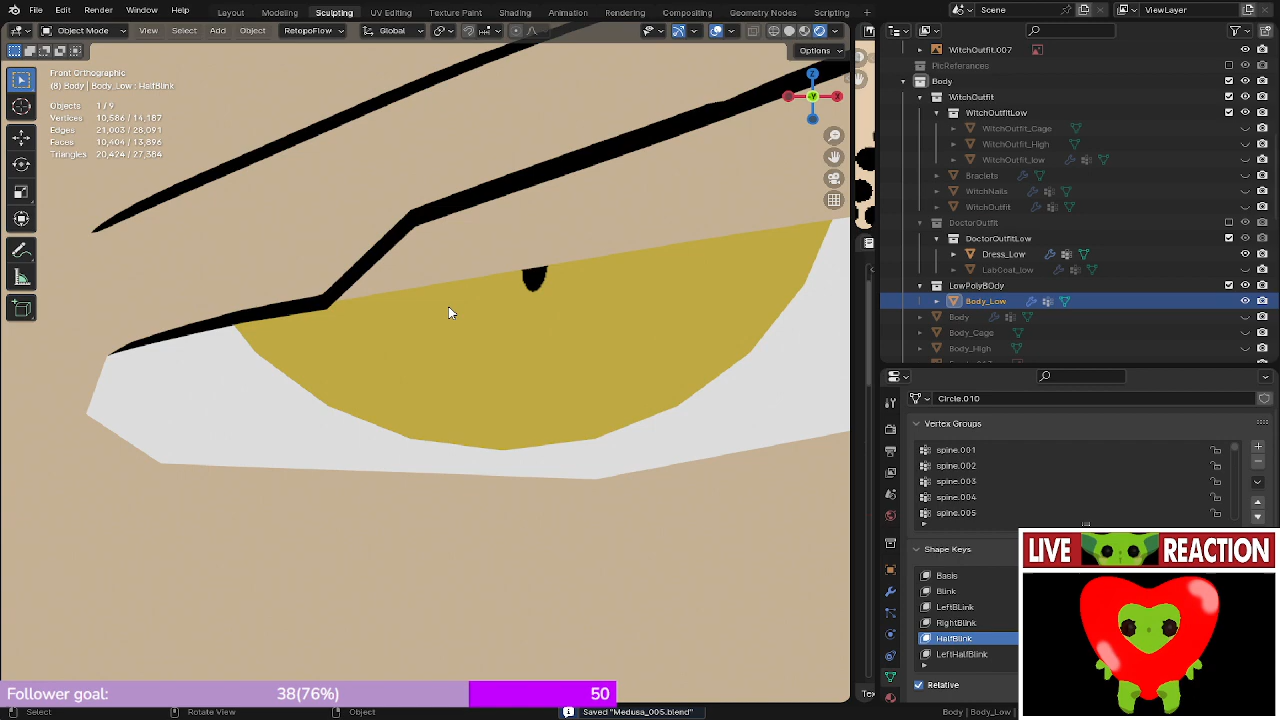 File Edit Render Window Help Layout Modeling Sculpting UV Editing Texture Paint Shading Animation Rendering Compositing Geometry Nodes Scripting + Scene ViewLayer
Object Mode View Select Add Object RetopoFlow Global
Options
Front Orthographic
(8) Body | Body_Low : HalfBlink
Objects 1 / 9
Vertices 10,586 / 14,187
Edges 21,003 / 28,091
Faces 10,404 / 13,896
Triangles 20,424 / 27,384
Z
X
-Y
WitchOutfit.007
PicReferances
Body
WitchOutfit
WitchOutfitLow
WitchOutfit_Cage
WitchOutfit_High
WitchOutfit_low
Braclets
WitchNails
WitchOutfit
DoctorOutfit
DoctorOutfitLow
Dress_Low
LabCoat_low
LowPolyBOdy
Body_Low
Body
Body_Cage
Body_High
Circle.010
Vertex Groups
spine.001
spine.002
spine.003
spine.004
spine.005
Shape Keys
Basis
Blink
LeftBLink
RightBlink
HalfBlink
LeftHalfBlink
Relative
LIVE REACTION
Follower goal: 38(76%) 50
Select Rotate View Object Saved "Medusa_005.blend" Body | Body_Low